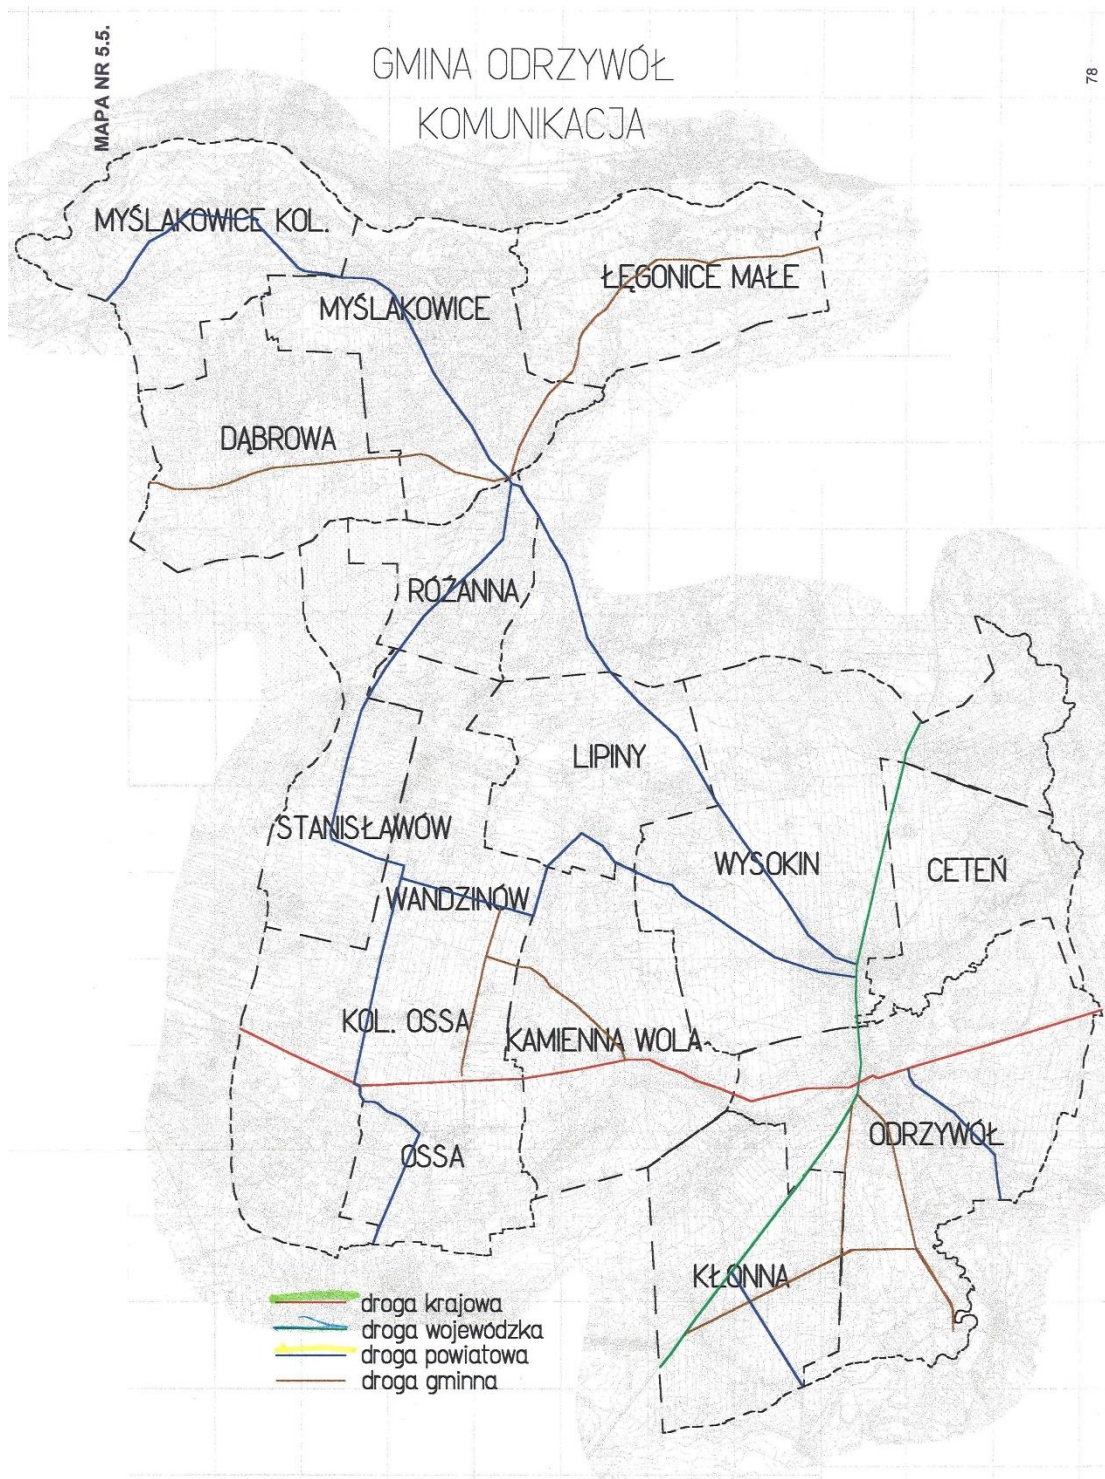 MAPA NR 5.5.
GMINA ODRZYWÓŁ
KOMUNIKACJA
78
MYŚLAKOWICE KOL.
ŁĘGONICE MAŁE
MYŚLAKOWICE
DĄBROWA
RÓŻANNA
LIPINY
STANISŁAWÓW
WYSOKIN
CETEŃ
WANDZINÓW
KOL. OSSA
KAMIENNA WOLA
ODRZYWÓŁ
OSSA
KŁONNA
droga krajowa
droga wojewódzka
droga powiatowa
droga gminna